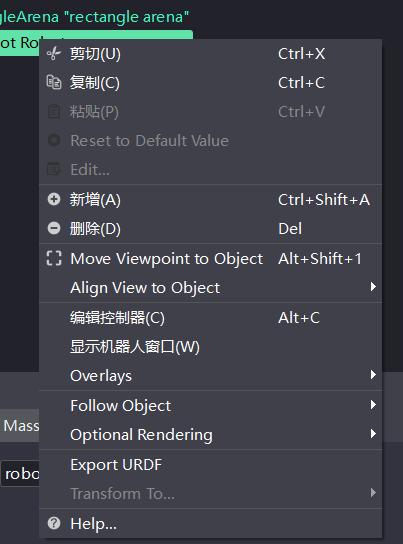 gleArena "rectangle arena"
ot Robot
剪切(U) Ctrl+X
复制(C) Ctrl+C
粘贴(P) Ctrl+V
Reset to Default Value
Edit...
新增(A) Ctrl+Shift+A
删除(D) Del
Move Viewpoint to Object Alt+Shift+1
Align View to Object
编辑控制器(C) Alt+C
显示机器人窗口(W)
Overlays
Mass
Follow Object
Optional Rendering
robo
Export URDF
Transform To...
Help...